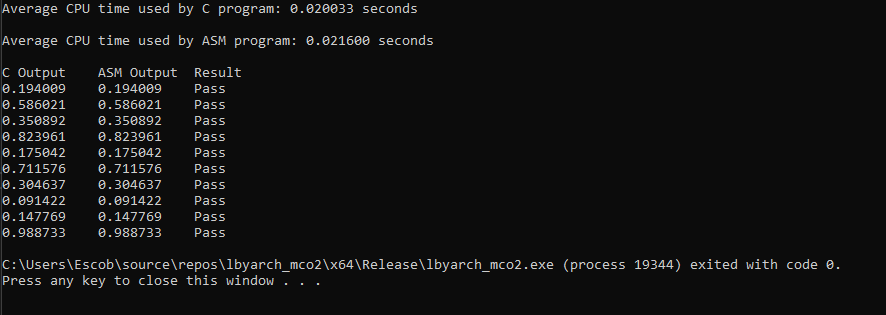 Average CPU time used by C program: 0.020033 seconds
Average CPU time used by ASM program: 0.021600 seconds
C Output    ASM Output  Result
0.194009    0.194009    Pass
0.586021    0.586021    Pass
0.350892    0.350892    Pass
0.823961    0.823961    Pass
0.175042    0.175042    Pass
0.711576    0.711576    Pass
0.304637    0.304637    Pass
0.091422    0.091422    Pass
0.147769    0.147769    Pass
0.988733    0.988733    Pass
C:\Users\Escob\source\repos\lbyarch_mco2\x64\Release\lbyarch_mco2.exe (process 19344) exited with code 0.
Press any key to close this window . . .